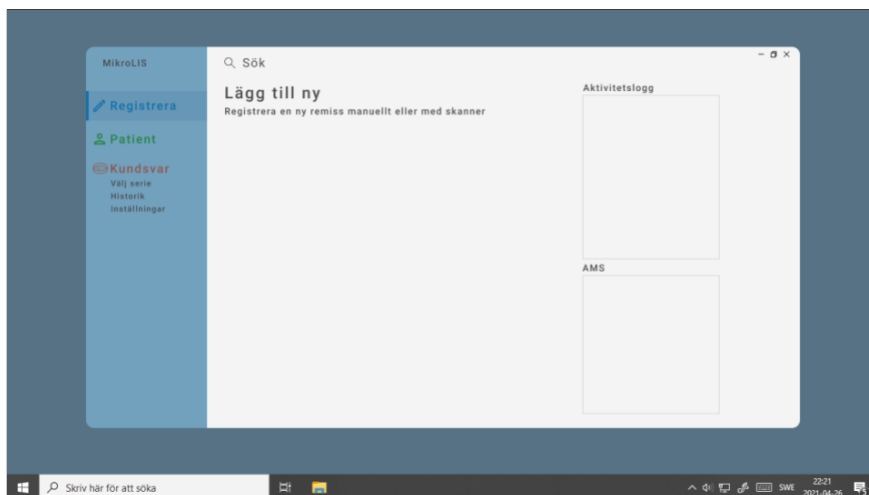 MikroLIS
Registrera
Patient
Kundsvar
Välj serie
Historik
Inställningar
Sök
Lägg till ny
Registrera en ny remiss manuellt eller med skanner
Aktivitetslogg
AMS
Skriv här för att söka
SWE
22:21
2021-04-26
5